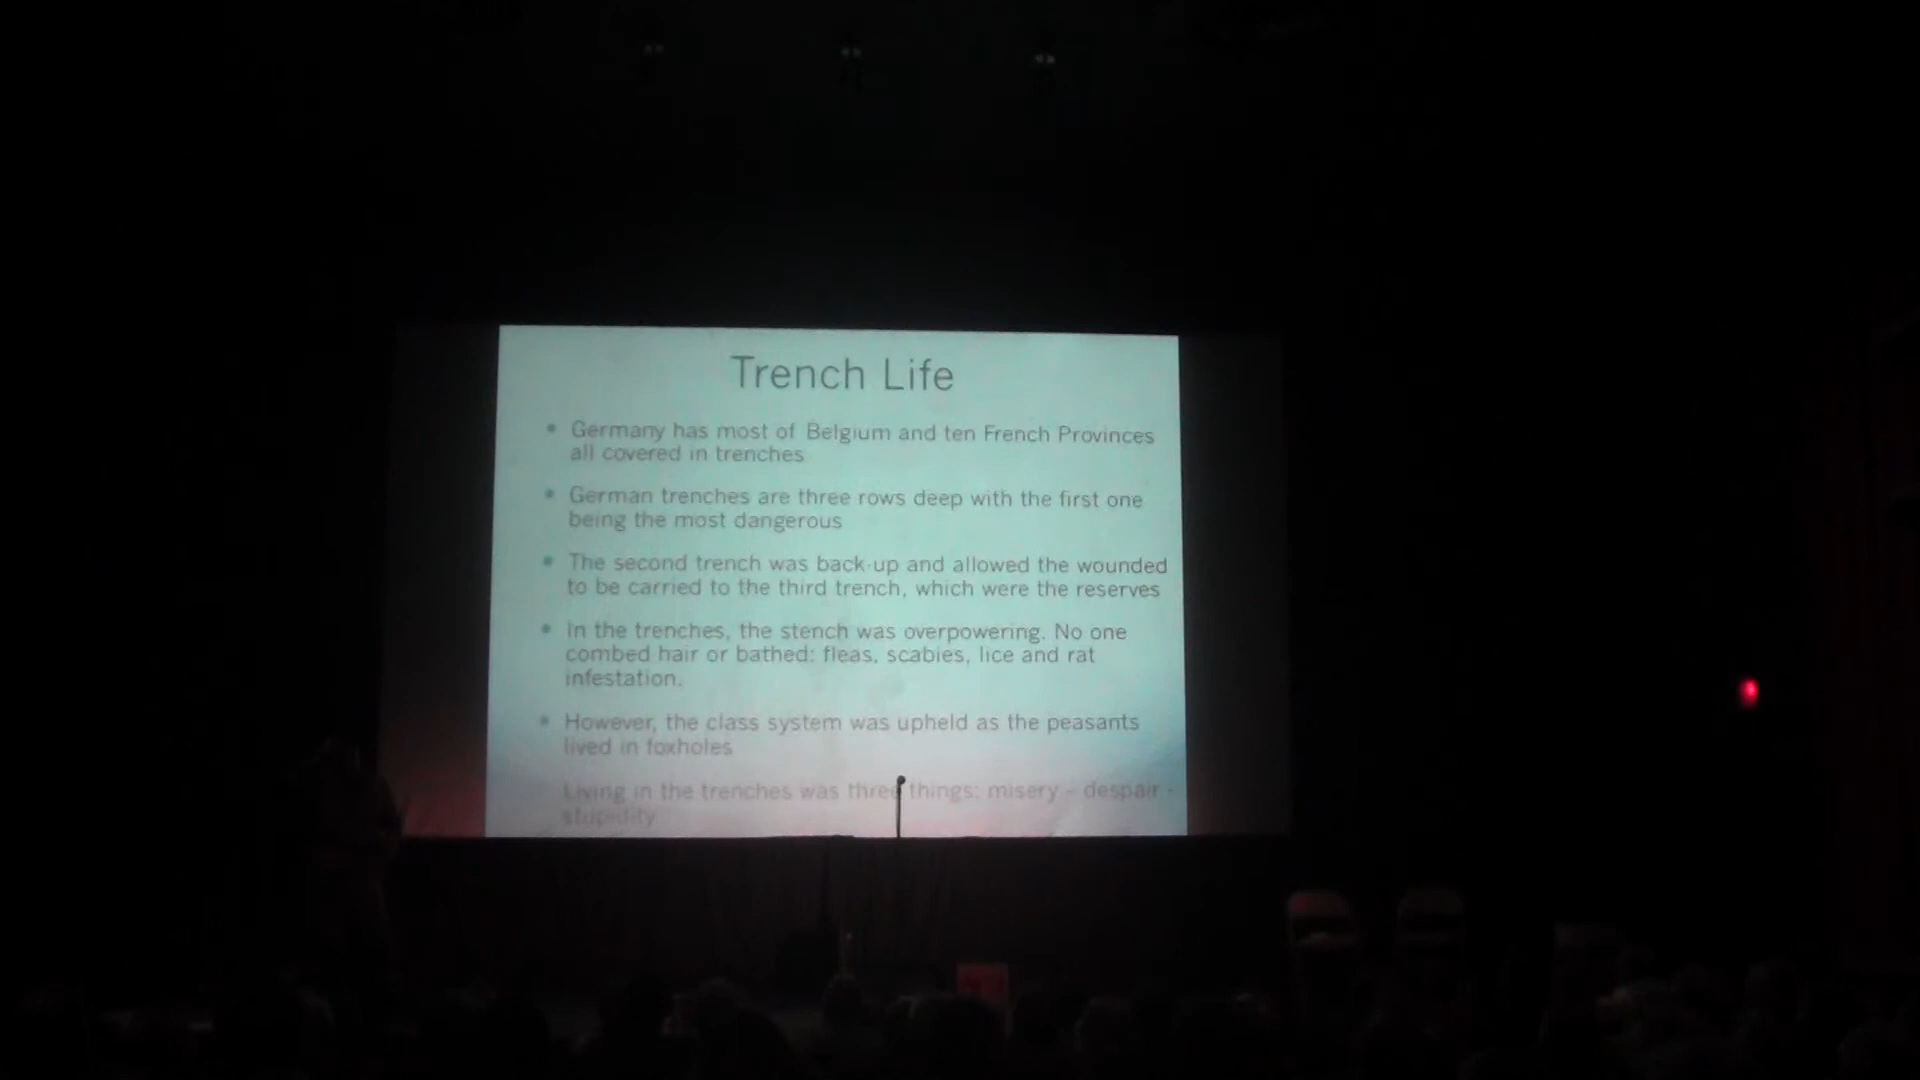 Trench Life
• Germany has most of Belgium and ten French Provinces
all covered in trenches
• German trenches are three rows deep with the first one
being the most dangerous
• The second trench was back-up and allowed the wounded
to be carried to the third trench, which were the reserves
• In the trenches, the stench was overpowering. No one
combed hair or bathed: fleas, scabies, lice and rat
infestation.
• However, the class system was upheld as the peasants
lived in foxholes
Living in the trenches was three things: misery - despair -
stupidity